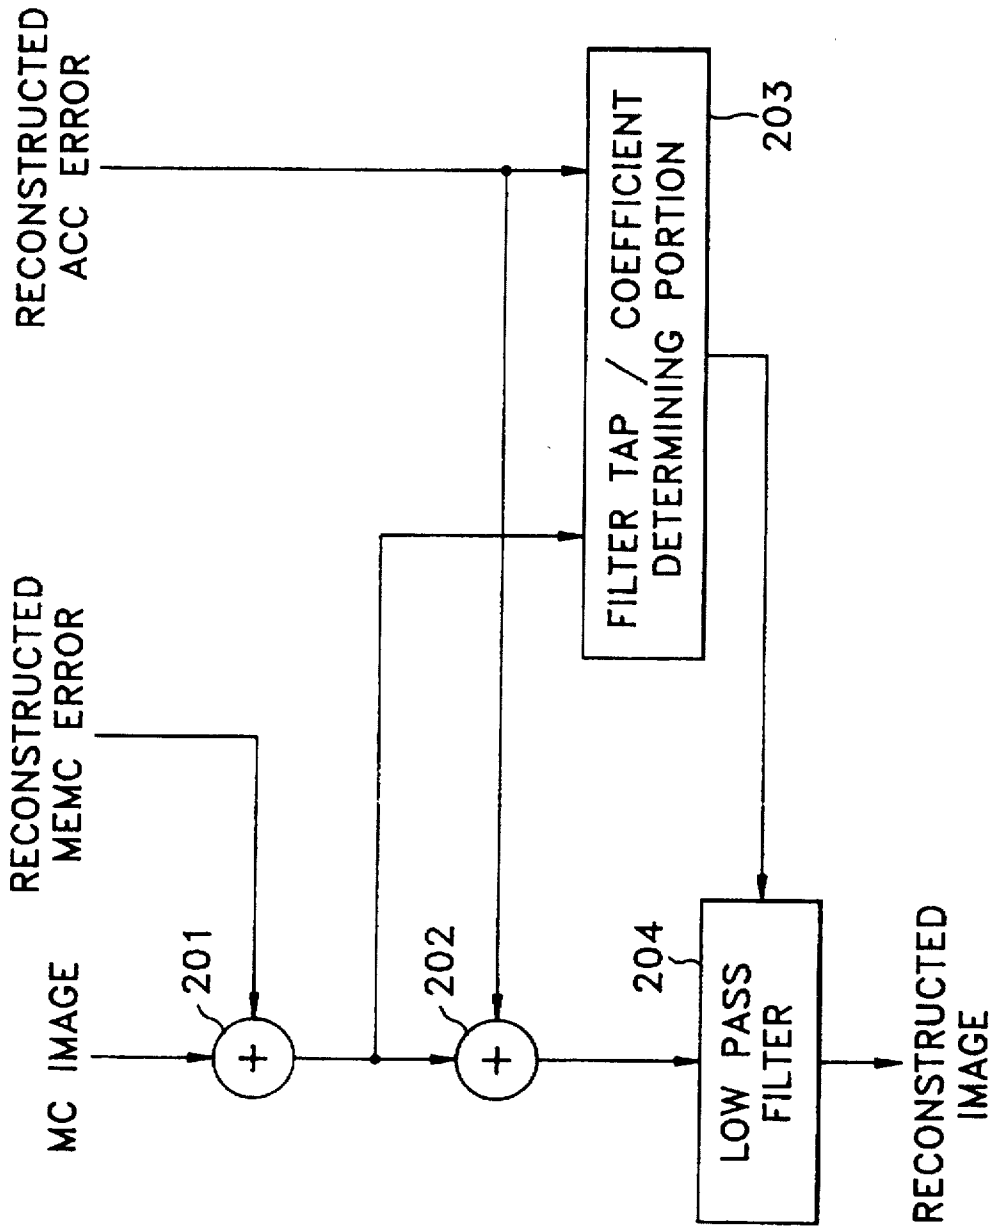 MC IMAGE
RECONSTRUCTED
MEMC ERROR
RECONSTRUCTED
ACC ERROR
201
+
202
+
FILTER TAP / COEFFICIENT
DETERMINING PORTION
203
204
LOW PASS
FILTER
RECONSTRUCTED
IMAGE